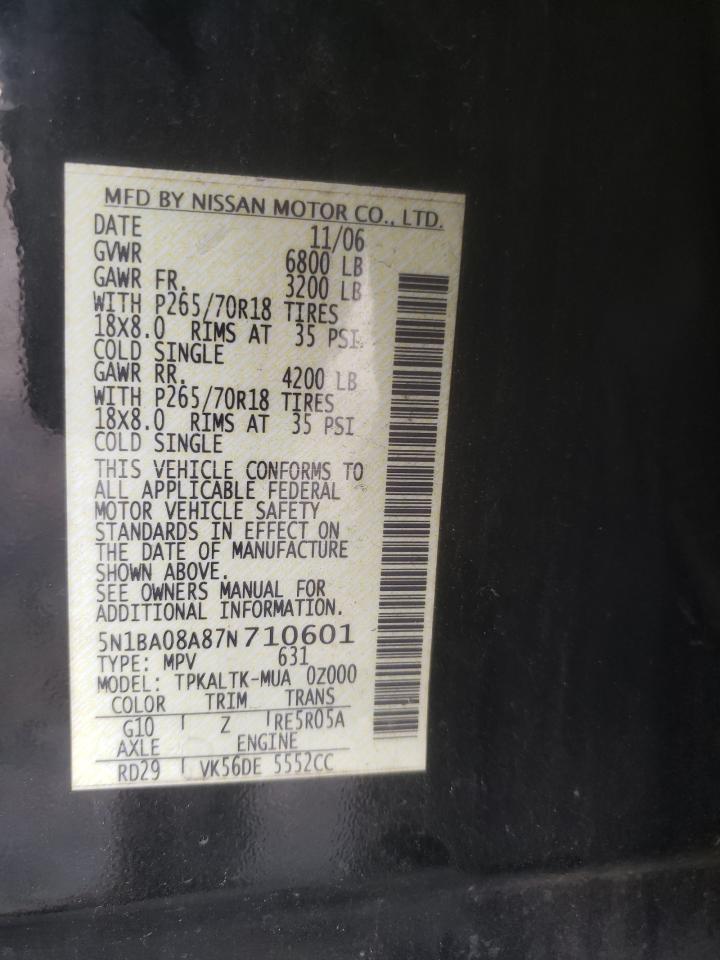 MFD BY NISSAN MOTOR CO., LTD.
DATE 11/06
GVWR 6800 LB
GAWR FR. 3200 LB
WITH P265/70R18 TIRES
18X8.0 RIMS AT 35 PSI
COLD SINGLE
GAWR RR. 4200 LB
WITH P265/70R18 TIRES
18X8.0 RIMS AT 35 PSI
COLD SINGLE
THIS VEHICLE CONFORMS TO
ALL APPLICABLE FEDERAL
MOTOR VEHICLE SAFETY
STANDARDS IN EFFECT ON
THE DATE OF MANUFACTURE
SHOWN ABOVE.
SEE OWNERS MANUAL FOR
ADDITIONAL INFORMATION.
5N1BA08A87N710601
TYPE: MPV 631
MODEL: TPKALTK-MUA 0Z000
COLOR TRIM TRANS
G10 Z RE5R05A
AXLE ENGINE
RD29 VK56DE 5552CC